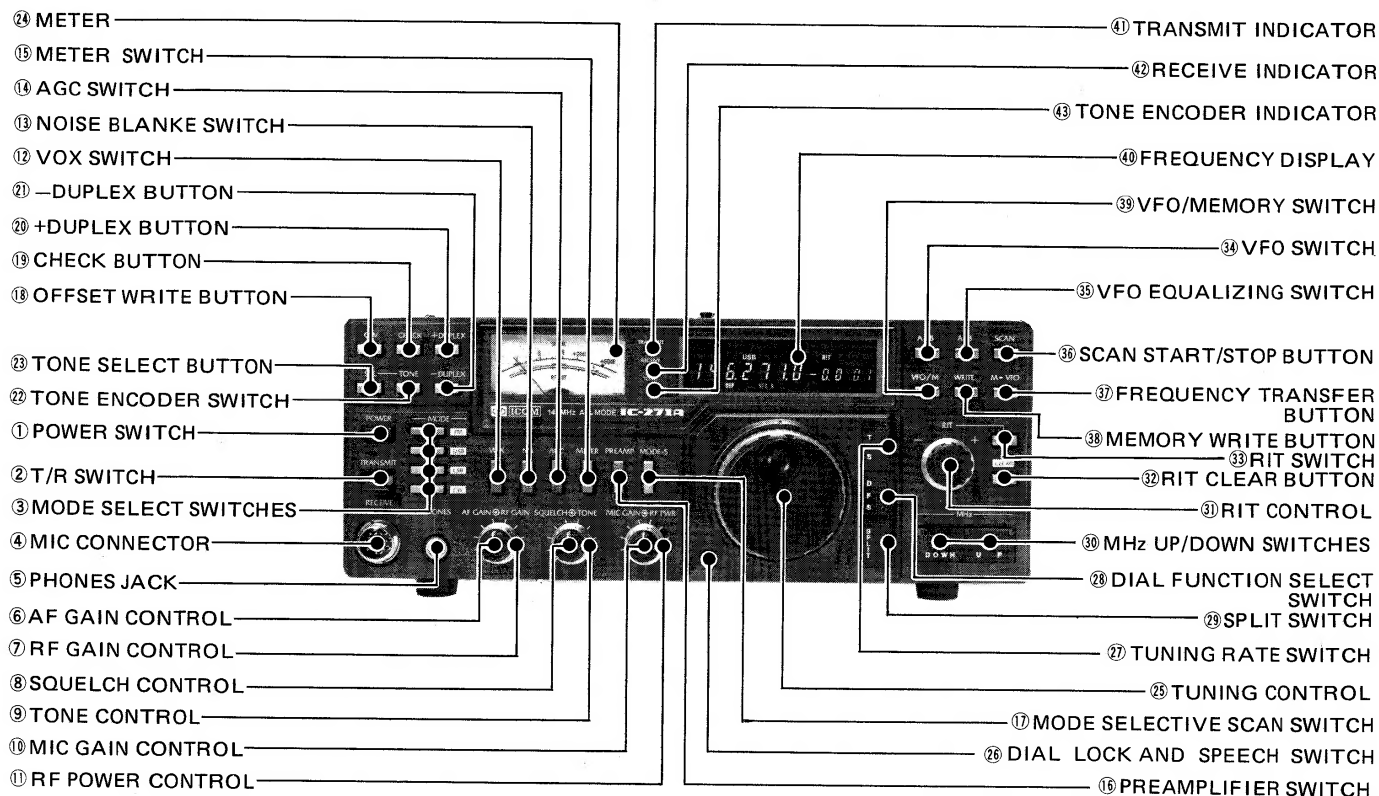 ㉔ METER
⑮ METER SWITCH
⑭ AGC SWITCH
⑬ NOISE BLANKE SWITCH
⑫ VOX SWITCH
㉑ –DUPLEX BUTTON
⑳ +DUPLEX BUTTON
⑲ CHECK BUTTON
⑱ OFFSET WRITE BUTTON
㉓ TONE SELECT BUTTON
㉒ TONE ENCODER SWITCH
① POWER SWITCH
② T/R SWITCH
③ MODE SELECT SWITCHES
④ MIC CONNECTOR
⑤ PHONES JACK
⑥ AF GAIN CONTROL
⑦ RF GAIN CONTROL
⑧ SQUELCH CONTROL
⑨ TONE CONTROL
⑩ MIC GAIN CONTROL
⑪ RF POWER CONTROL
CHECK
+DUPLEX
TONE
–DUPLEX
POWER
MODE
TRANSMIT
RECEIVE
ICOM
IC-271A
USB
RIT
METER
PREAMP
MODE-S
AF GAIN
RF GAIN
SQUELCH
TONE
MIC GAIN
RF PWR
T
S
D
F
S
SPLIT
SCAN
VFO/M
WRITE
M►VFO
RIT
CLEAR
– +
MHz
DOWN
UP
㊶ TRANSMIT INDICATOR
㊷ RECEIVE INDICATOR
㊸ TONE ENCODER INDICATOR
㊵ FREQUENCY DISPLAY
㊴ VFO/MEMORY SWITCH
㉞ VFO SWITCH
㉟ VFO EQUALIZING SWITCH
㊱ SCAN START/STOP BUTTON
㊲ FREQUENCY TRANSFER
BUTTON
㊳ MEMORY WRITE BUTTON
㉝ RIT SWITCH
㉜ RIT CLEAR BUTTON
㉛ RIT CONTROL
㉚ MHz UP/DOWN SWITCHES
㉘ DIAL FUNCTION SELECT
SWITCH
㉙ SPLIT SWITCH
㉗ TUNING RATE SWITCH
㉕ TUNING CONTROL
⑰ MODE SELECTIVE SCAN SWITCH
㉖ DIAL LOCK AND SPEECH SWITCH
⑯ PREAMPLIFIER SWITCH